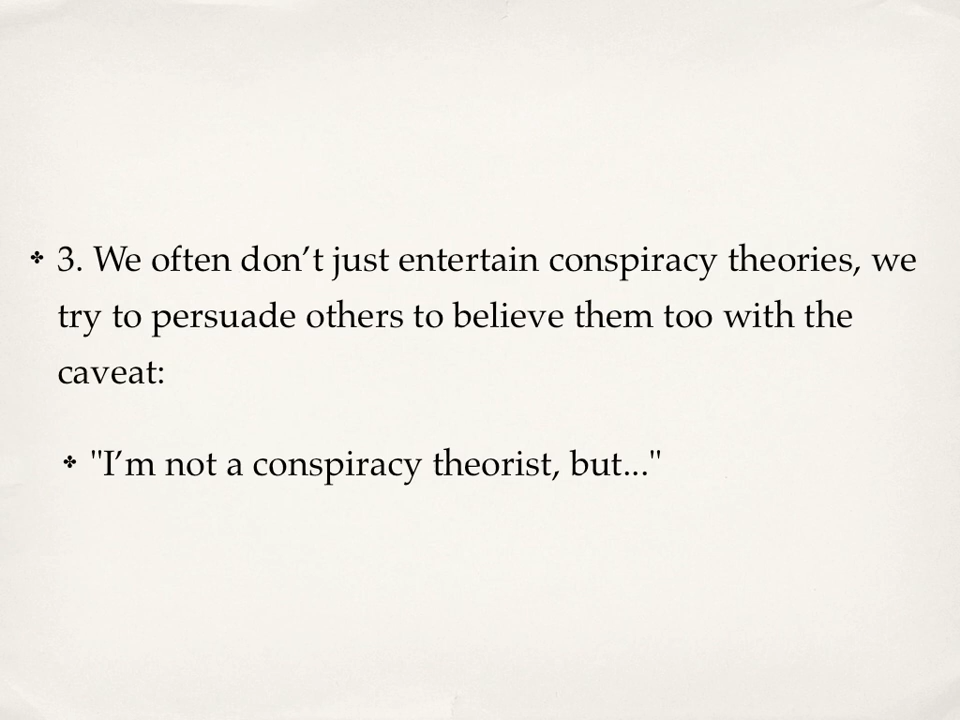 ✤ 3. We often don’t just entertain conspiracy theories, we
try to persuade others to believe them too with the
caveat:
✤ "I’m not a conspiracy theorist, but..."